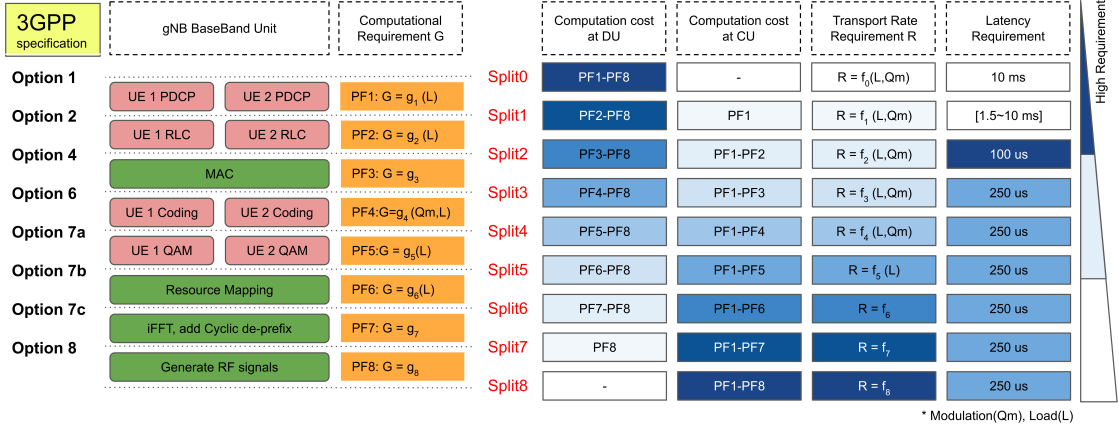 3GPP
specification
gNB BaseBand Unit
Computational
Requirement G
Computation cost
at DU
Computation cost
at CU
Transport Rate
Requirement R
Latency
Requirement
High Requirement
Option 1
Split0
PF1-PF8
-
R = f0(L,Qm)
10 ms
UE 1 PDCP
UE 2 PDCP
PF1: G = g1 (L)
Option 2
Split1
PF2-PF8
PF1
R = f1 (L,Qm)
[1.5~10 ms]
UE 1 RLC
UE 2 RLC
PF2: G = g2 (L)
Option 4
Split2
PF3-PF8
PF1-PF2
R = f2 (L,Qm)
100 us
MAC
PF3: G = g3
Option 6
Split3
PF4-PF8
PF1-PF3
R = f3 (L,Qm)
250 us
UE 1 Coding
UE 2 Coding
PF4:G=g4 (Qm,L)
Option 7a
Split4
PF5-PF8
PF1-PF4
R = f4 (L,Qm)
250 us
UE 1 QAM
UE 2 QAM
PF5:G = g5(L)
Option 7b
Split5
PF6-PF8
PF1-PF5
R = f5 (L)
250 us
Resource Mapping
PF6: G = g6(L)
Option 7c
Split6
PF7-PF8
PF1-PF6
R = f6
250 us
iFFT, add Cyclic de-prefix
PF7: G = g7
Option 8
Split7
PF8
PF1-PF7
R = f7
250 us
Generate RF signals
PF8: G = g8
Split8
-
PF1-PF8
R = f8
250 us
* Modulation(Qm), Load(L)